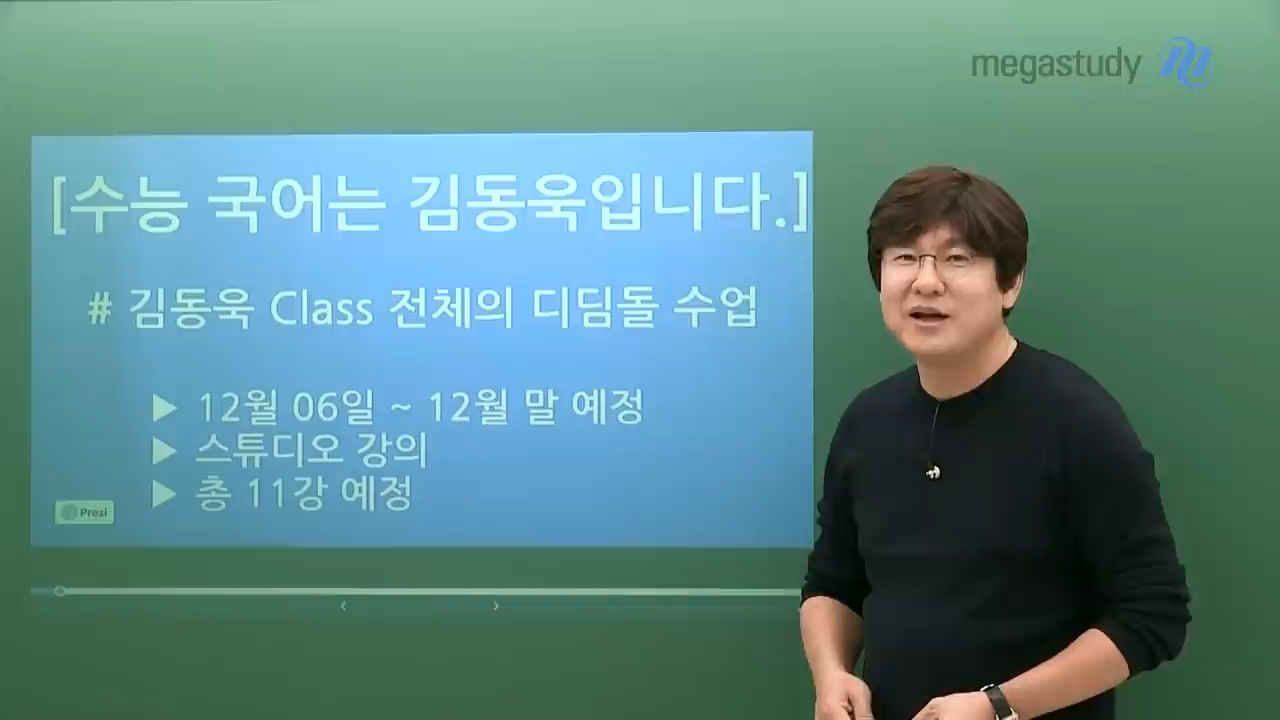 megastudy
[수능 국어는 김동욱입니다.]
# 김동욱 Class 전체의 디딤돌 수업
▶ 12월 06일 ~ 12월 말 예정
▶ 스튜디오 강의
▶ 총 11강 예정
Prezi